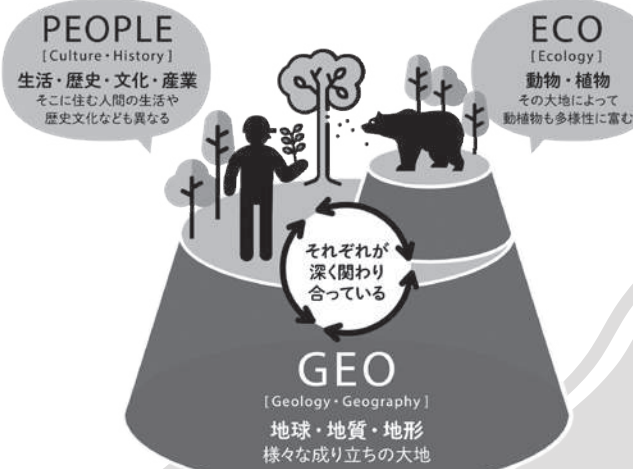 PEOPLE
[Culture・History]
生活・歴史・文化・産業
そこに住む人間の生活や
歴史文化なども異なる
ECO
[Ecology]
動物・植物
その大地によって
動植物も多様性に富む
それぞれが
深く関わり
合っている
GEO
[Geology・Geography]
地球・地質・地形
様々な成り立ちの大地